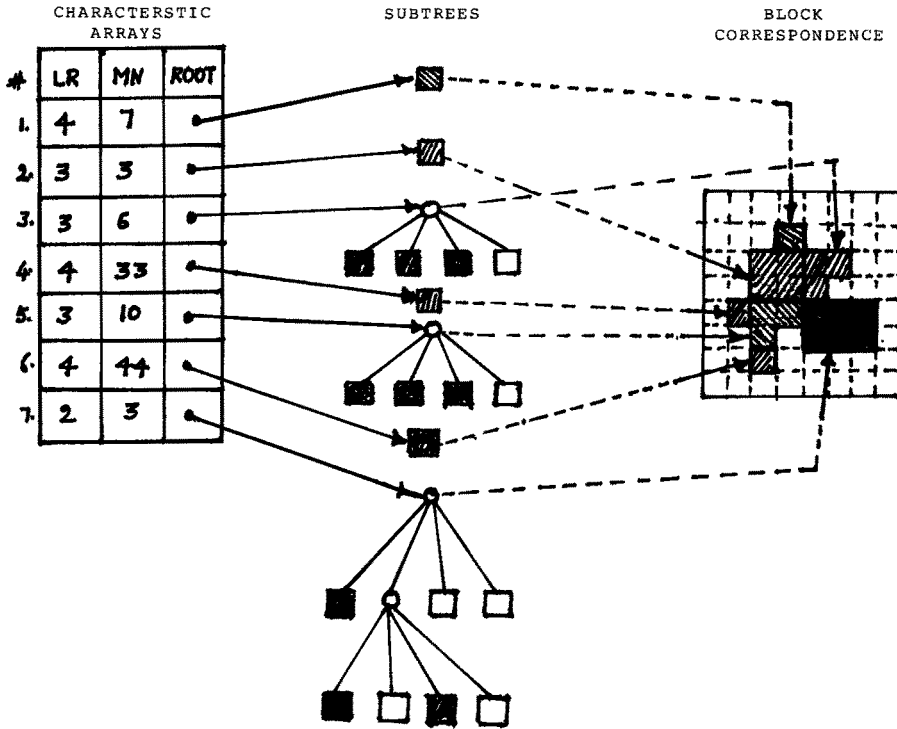 CHARACTERSTIC
ARRAYS
SUBTREES
BLOCK
CORRESPONDENCE
# LR MN ROOT
1. 4 7
2. 3 3
3. 3 6
4. 4 33
5. 3 10
6. 4 44
7. 2 3